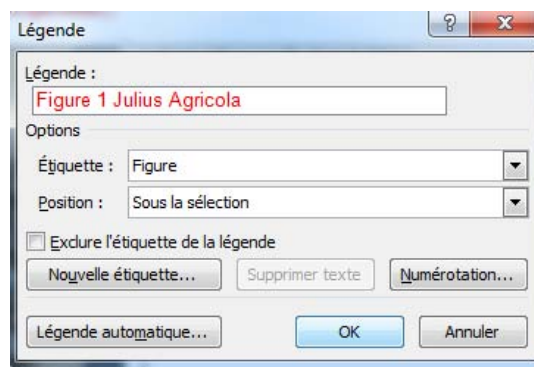 Légende
Légende :
Figure 1 Julius Agricola
Options
Étiquette : Figure
Position : Sous la sélection
Exclure l'étiquette de la légende
Nouvelle étiquette... Supprimer texte Numérotation...
Légende automatique... OK Annuler